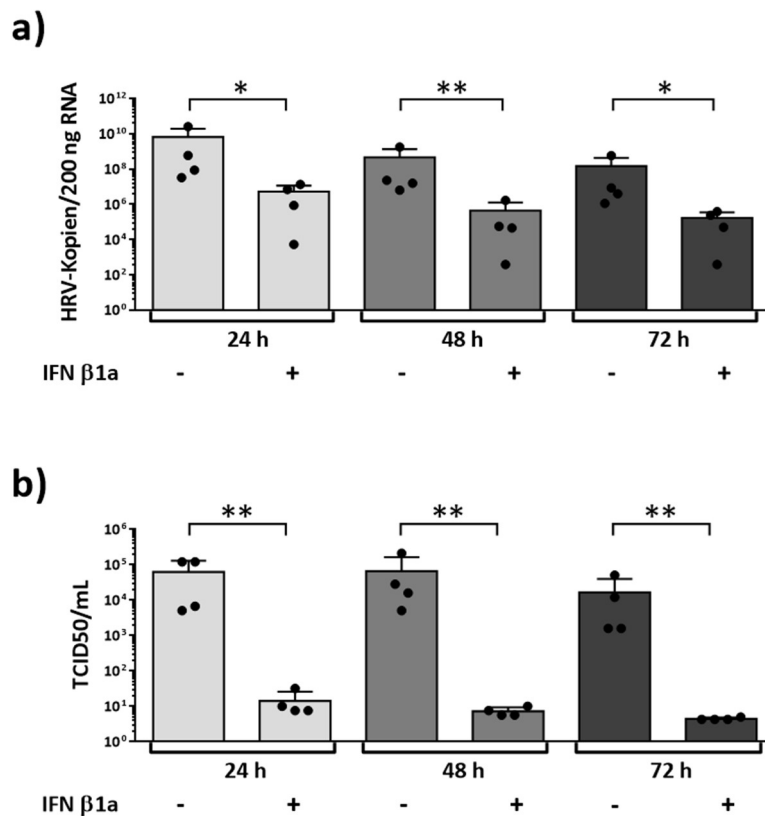 a)
HRV-Kopien/200 ng RNA
10¹²
10¹⁰
10⁸
10⁶
10⁴
10²
10⁰
* ** *
24 h 48 h 72 h
IFN β1a - + - + - +
b)
TCID50/mL
10⁶
10⁵
10⁴
10³
10²
10¹
10⁰
** ** **
24 h 48 h 72 h
IFN β1a - + - + - +